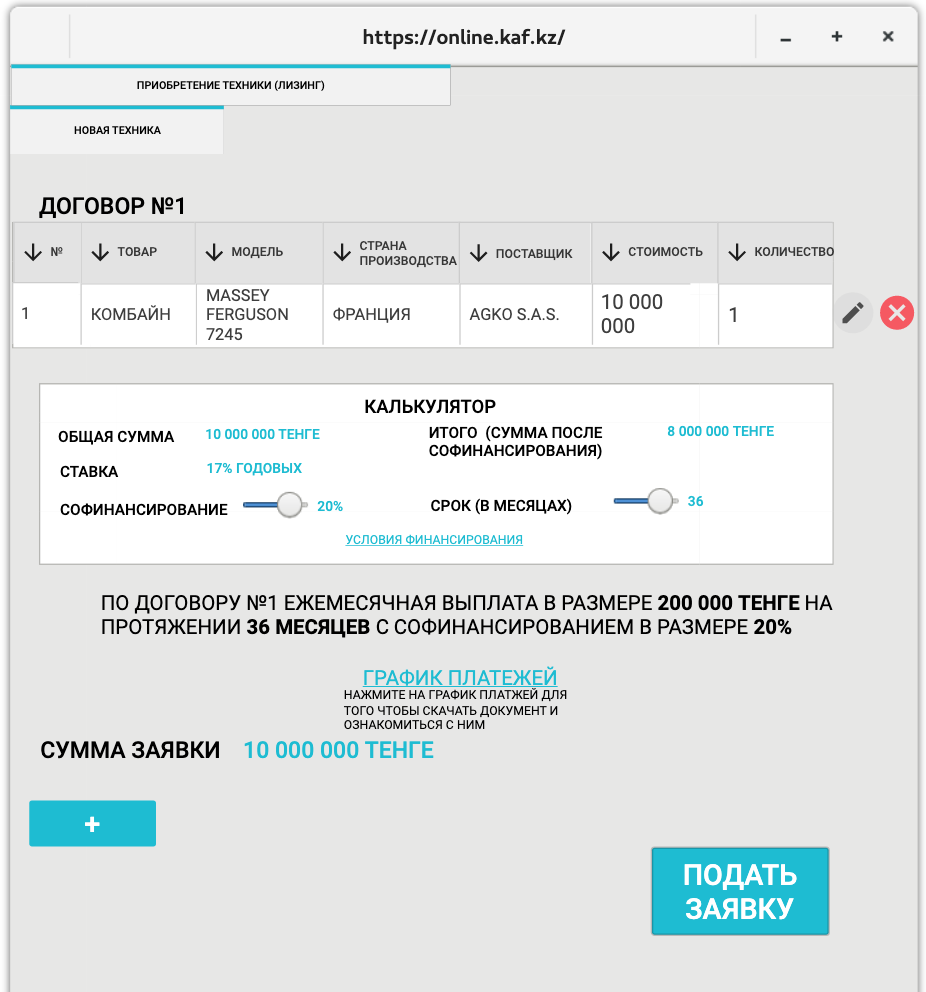 https://online.kaf.kz/
ПРИОБРЕТЕНИЕ ТЕХНИКИ (ЛИЗИНГ)
НОВАЯ ТЕХНИКА
ДОГОВОР №1
№ ТОВАР МОДЕЛЬ СТРАНА ПРОИЗВОДСТВА ПОСТАВЩИК СТОИМОСТЬ КОЛИЧЕСТВО
1 КОМБАЙН MASSEY FERGUSON 7245 ФРАНЦИЯ AGKO S.A.S. 10 000 000 1
КАЛЬКУЛЯТОР
ОБЩАЯ СУММА 10 000 000 ТЕНГЕ
ИТОГО (СУММА ПОСЛЕ
СОФИНАНСИРОВАНИЯ)
8 000 000 ТЕНГЕ
СТАВКА 17% ГОДОВЫХ
СОФИНАНСИРОВАНИЕ 20%
СРОК (В МЕСЯЦАХ) 36
УСЛОВИЯ ФИНАНСИРОВАНИЯ
ПО ДОГОВОРУ №1 ЕЖЕМЕСЯЧНАЯ ВЫПЛАТА В РАЗМЕРЕ 200 000 ТЕНГЕ НА
ПРОТЯЖЕНИИ 36 МЕСЯЦЕВ С СОФИНАНСИРОВАНИЕМ В РАЗМЕРЕ 20%
ГРАФИК ПЛАТЕЖЕЙ
НАЖМИТЕ НА ГРАФИК ПЛАТЖЕЙ ДЛЯ
ТОГО ЧТОБЫ СКАЧАТЬ ДОКУМЕНТ И
ОЗНАКОМИТЬСЯ С НИМ
СУММА ЗАЯВКИ 10 000 000 ТЕНГЕ
+
ПОДАТЬ
ЗАЯВКУ